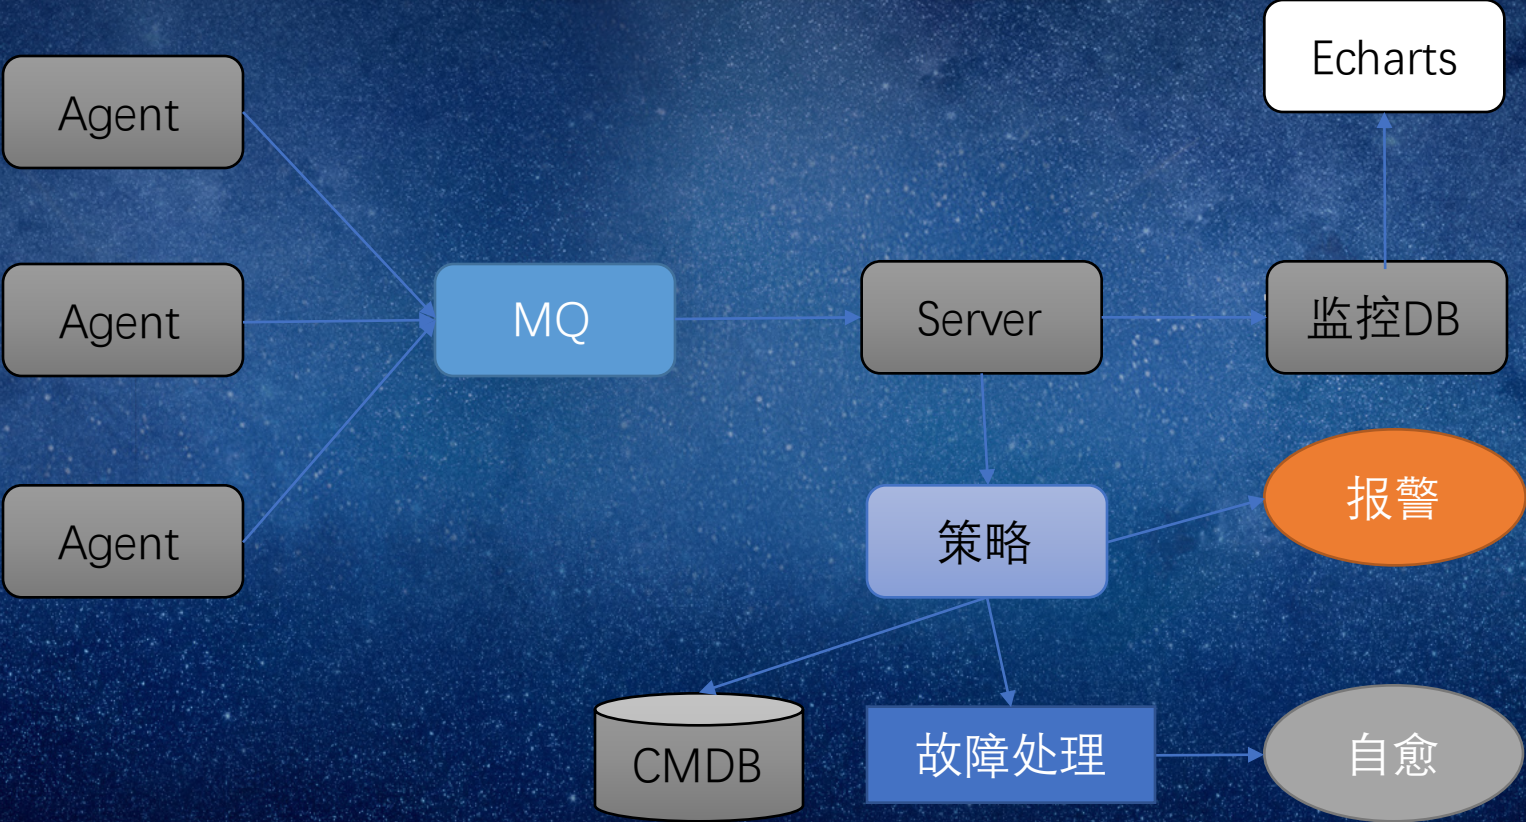 Echarts
Agent
Agent
MQ
Server
监控DB
报警
Agent
策略
CMDB
故障处理
自愈